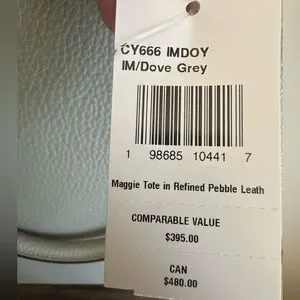 CY666 IMDOY
IM/Dove Grey
1 98685 10441 7
Maggie Tote in Refined Pebble Leath
COMPARABLE VALUE
$395.00
CAN
$480.00